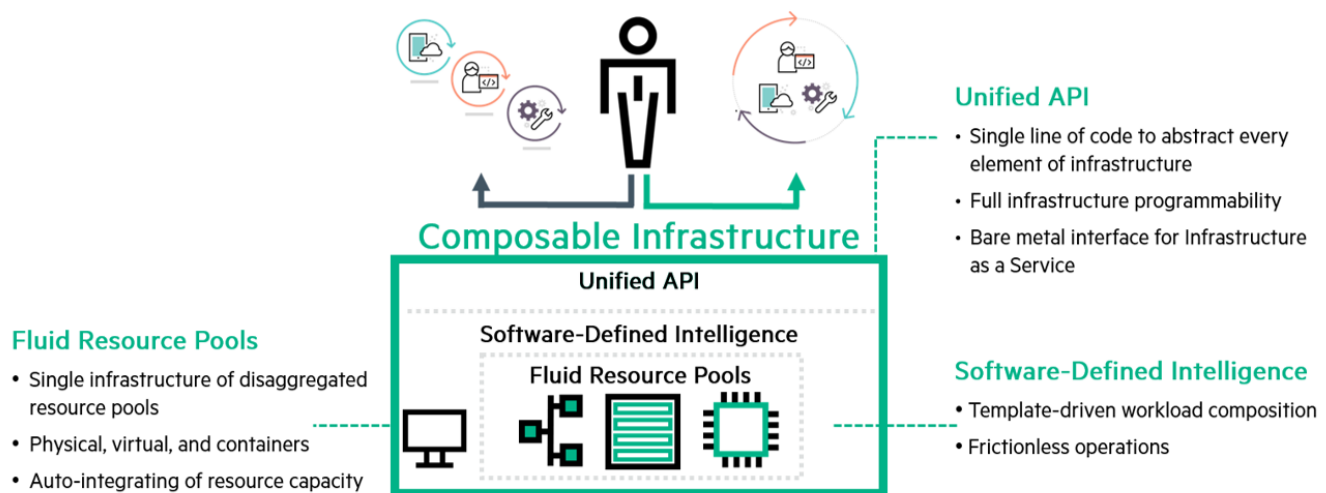 Unified API
• Single line of code to abstract every
element of infrastructure
• Full infrastructure programmability
• Bare metal interface for Infrastructure
as a Service
Composable Infrastructure
Unified API
Software-Defined Intelligence
Fluid Resource Pools
Fluid Resource Pools
• Single infrastructure of disaggregated
resource pools
• Physical, virtual, and containers
• Auto-integrating of resource capacity
Software-Defined Intelligence
• Template-driven workload composition
• Frictionless operations